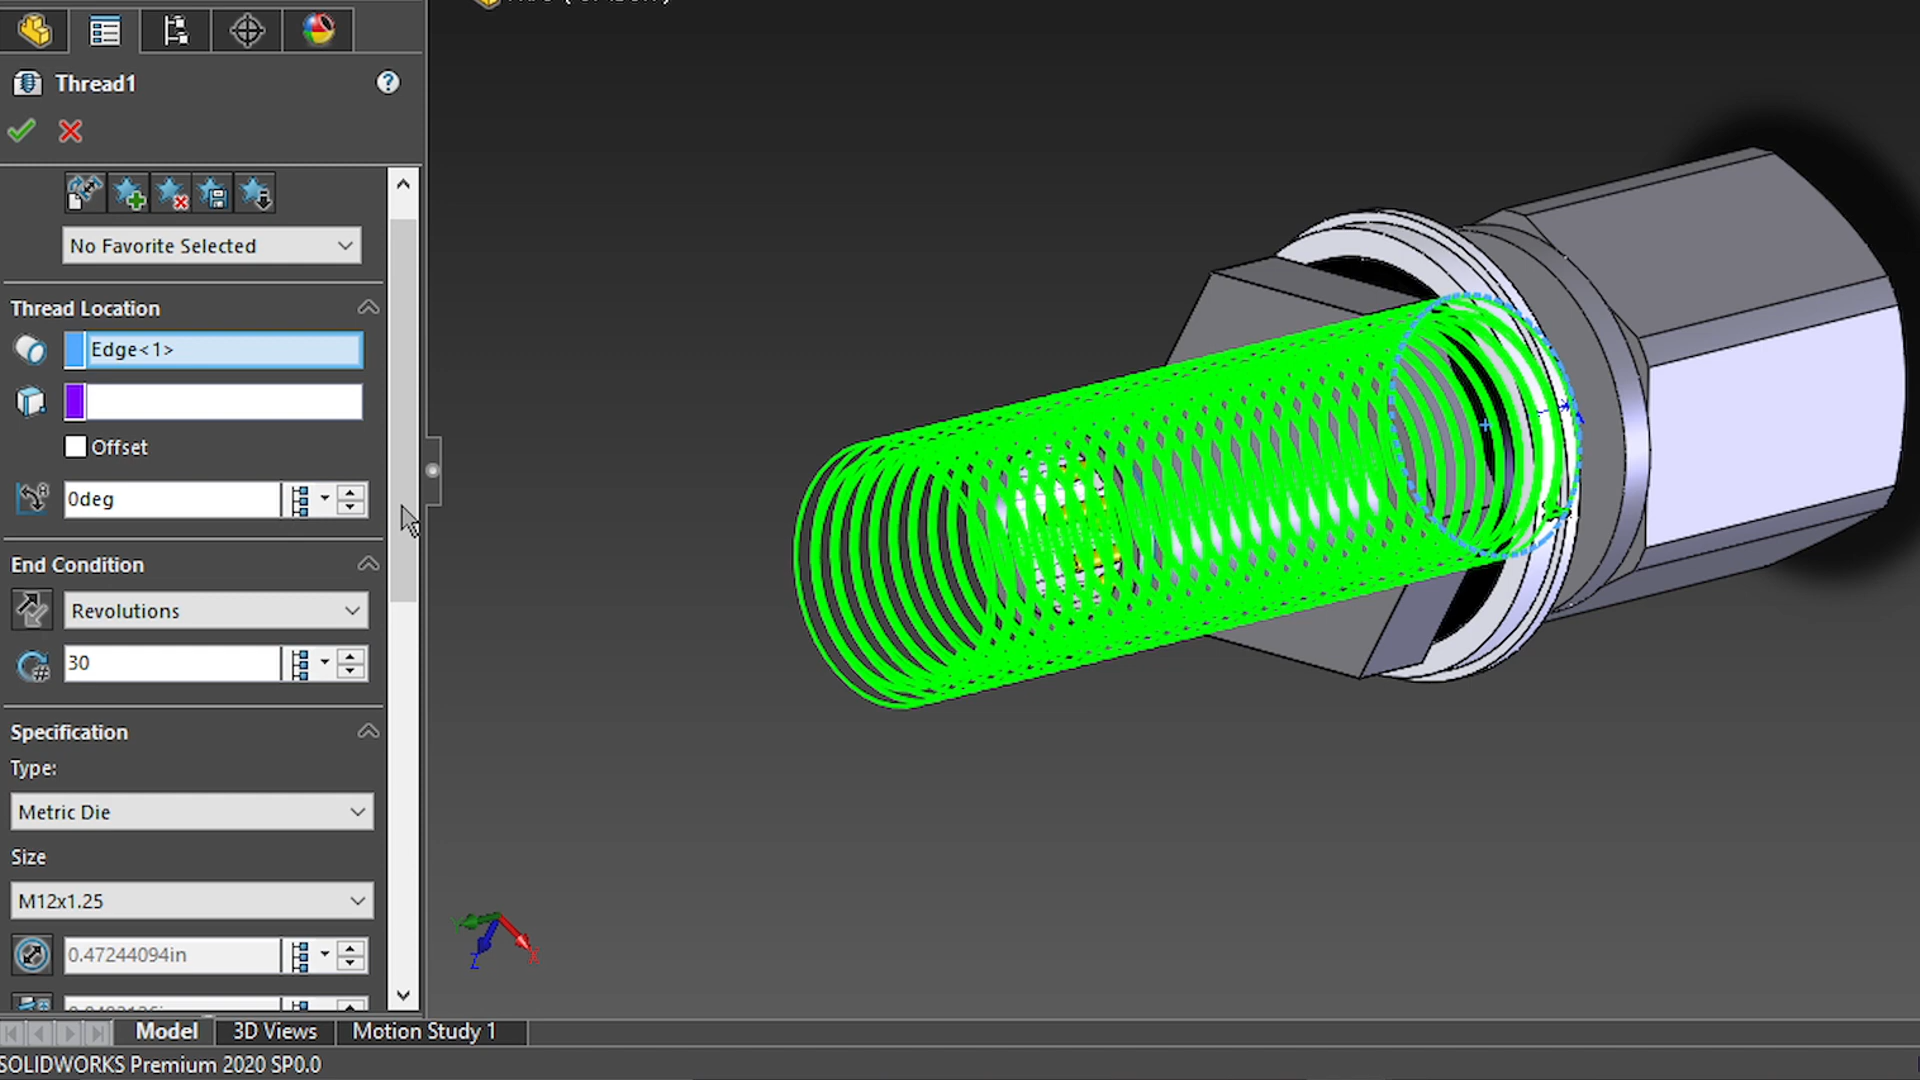 Thread1
No Favorite Selected
Thread Location
Edge<1>
Offset
0deg
End Condition
Revolutions
30
Specification
Type:
Metric Die
Size
M12x1.25
0.47244094in
Y
Z
X
Model
3D Views
Motion Study 1
SOLIDWORKS Premium 2020 SP0.0